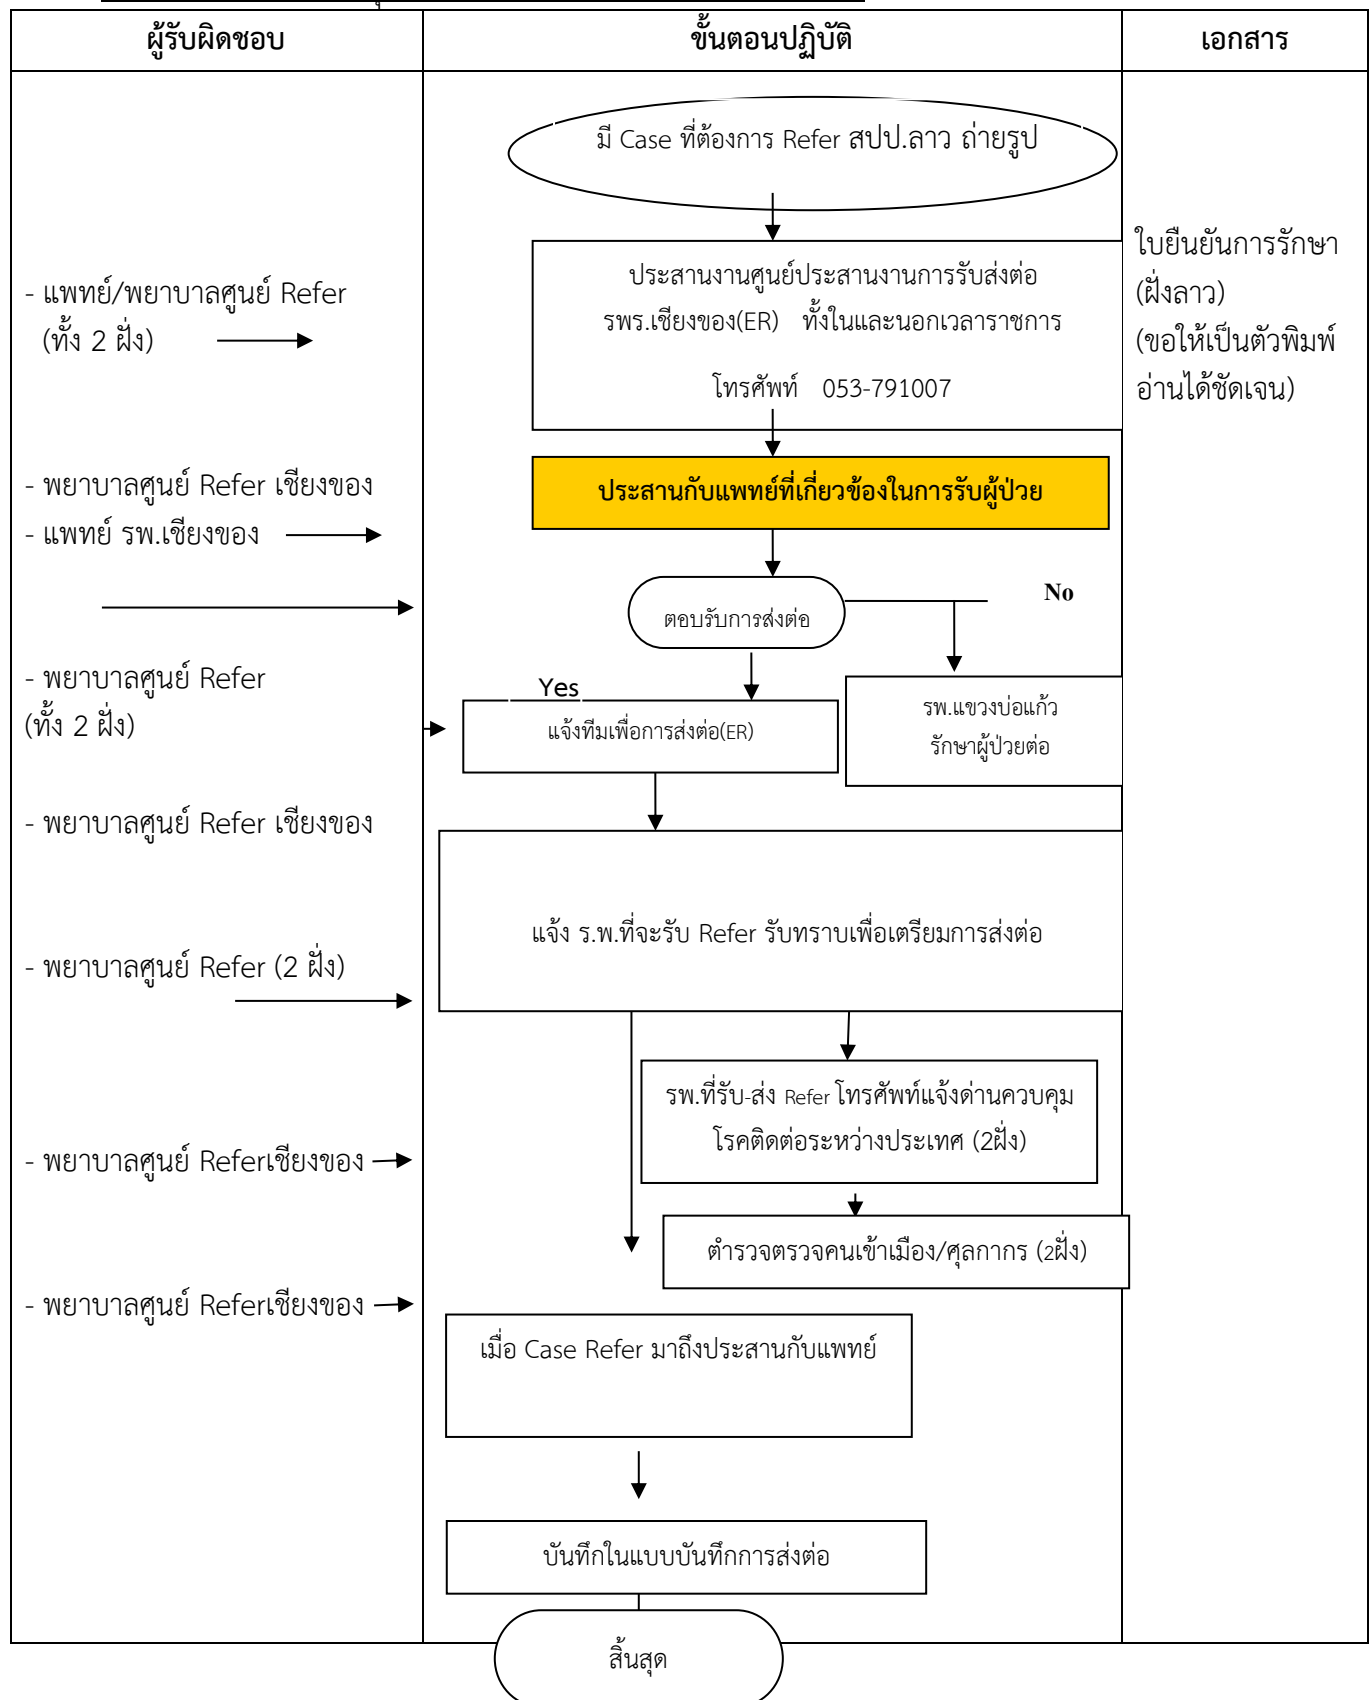 ผู้รับผิดชอบ
ขั้นตอนปฏิบัติ
เอกสาร
มี Case ที่ต้องการ Refer สปป.ลาว ถ่ายรูป
- แพทย์/พยาบาลศูนย์ Refer
(ทั้ง 2 ฝั่ง)
ประสานงานศูนย์ประสานงานการรับส่งต่อ
รพร.เชียงของ(ER) ทั้งในและนอกเวลาราชการ
โทรศัพท์ 053-791007
ใบยืนยันการรักษา
(ฝั่งลาว)
(ขอให้เป็นตัวพิมพ์
อ่านได้ชัดเจน)
- พยาบาลศูนย์ Refer เชียงของ
- แพทย์ รพ.เชียงของ
ประสานกับแพทย์ที่เกี่ยวข้องในการรับผู้ป่วย
ตอบรับการส่งต่อ
No
- พยาบาลศูนย์ Refer
(ทั้ง 2 ฝั่ง)
Yes
แจ้งทีมเพื่อการส่งต่อ(ER)
รพ.แขวงบ่อแก้ว
รักษาผู้ป่วยต่อ
- พยาบาลศูนย์ Refer เชียงของ
แจ้ง ร.พ.ที่จะรับ Refer รับทราบเพื่อเตรียมการส่งต่อ
- พยาบาลศูนย์ Refer (2 ฝั่ง)
รพ.ที่รับ-ส่ง Refer โทรศัพท์แจ้งด่านควบคุม
โรคติดต่อระหว่างประเทศ (2ฝั่ง)
- พยาบาลศูนย์ Referเชียงของ
ตำรวจตรวจคนเข้าเมือง/ศุลกากร (2ฝั่ง)
- พยาบาลศูนย์ Referเชียงของ
เมื่อ Case Refer มาถึงประสานกับแพทย์
บันทึกในแบบบันทึกการส่งต่อ
สิ้นสุด